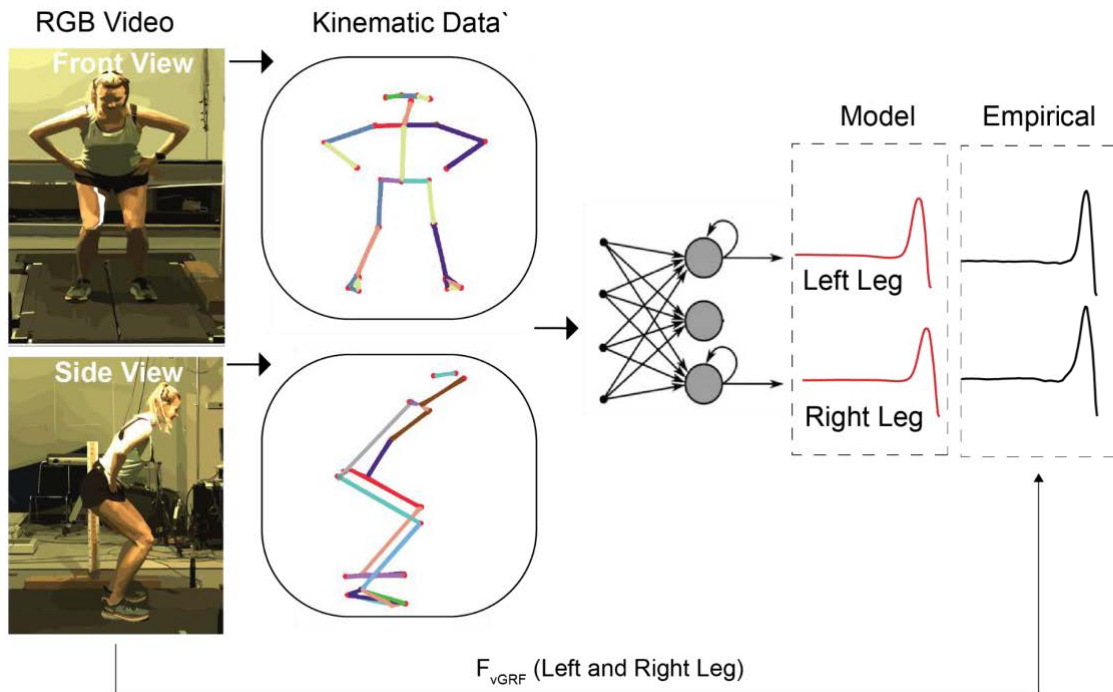 RGB Video
Kinematic Data`
Front View
Model
Empirical
Left Leg
Side View
Right Leg
F_vGRF (Left and Right Leg)